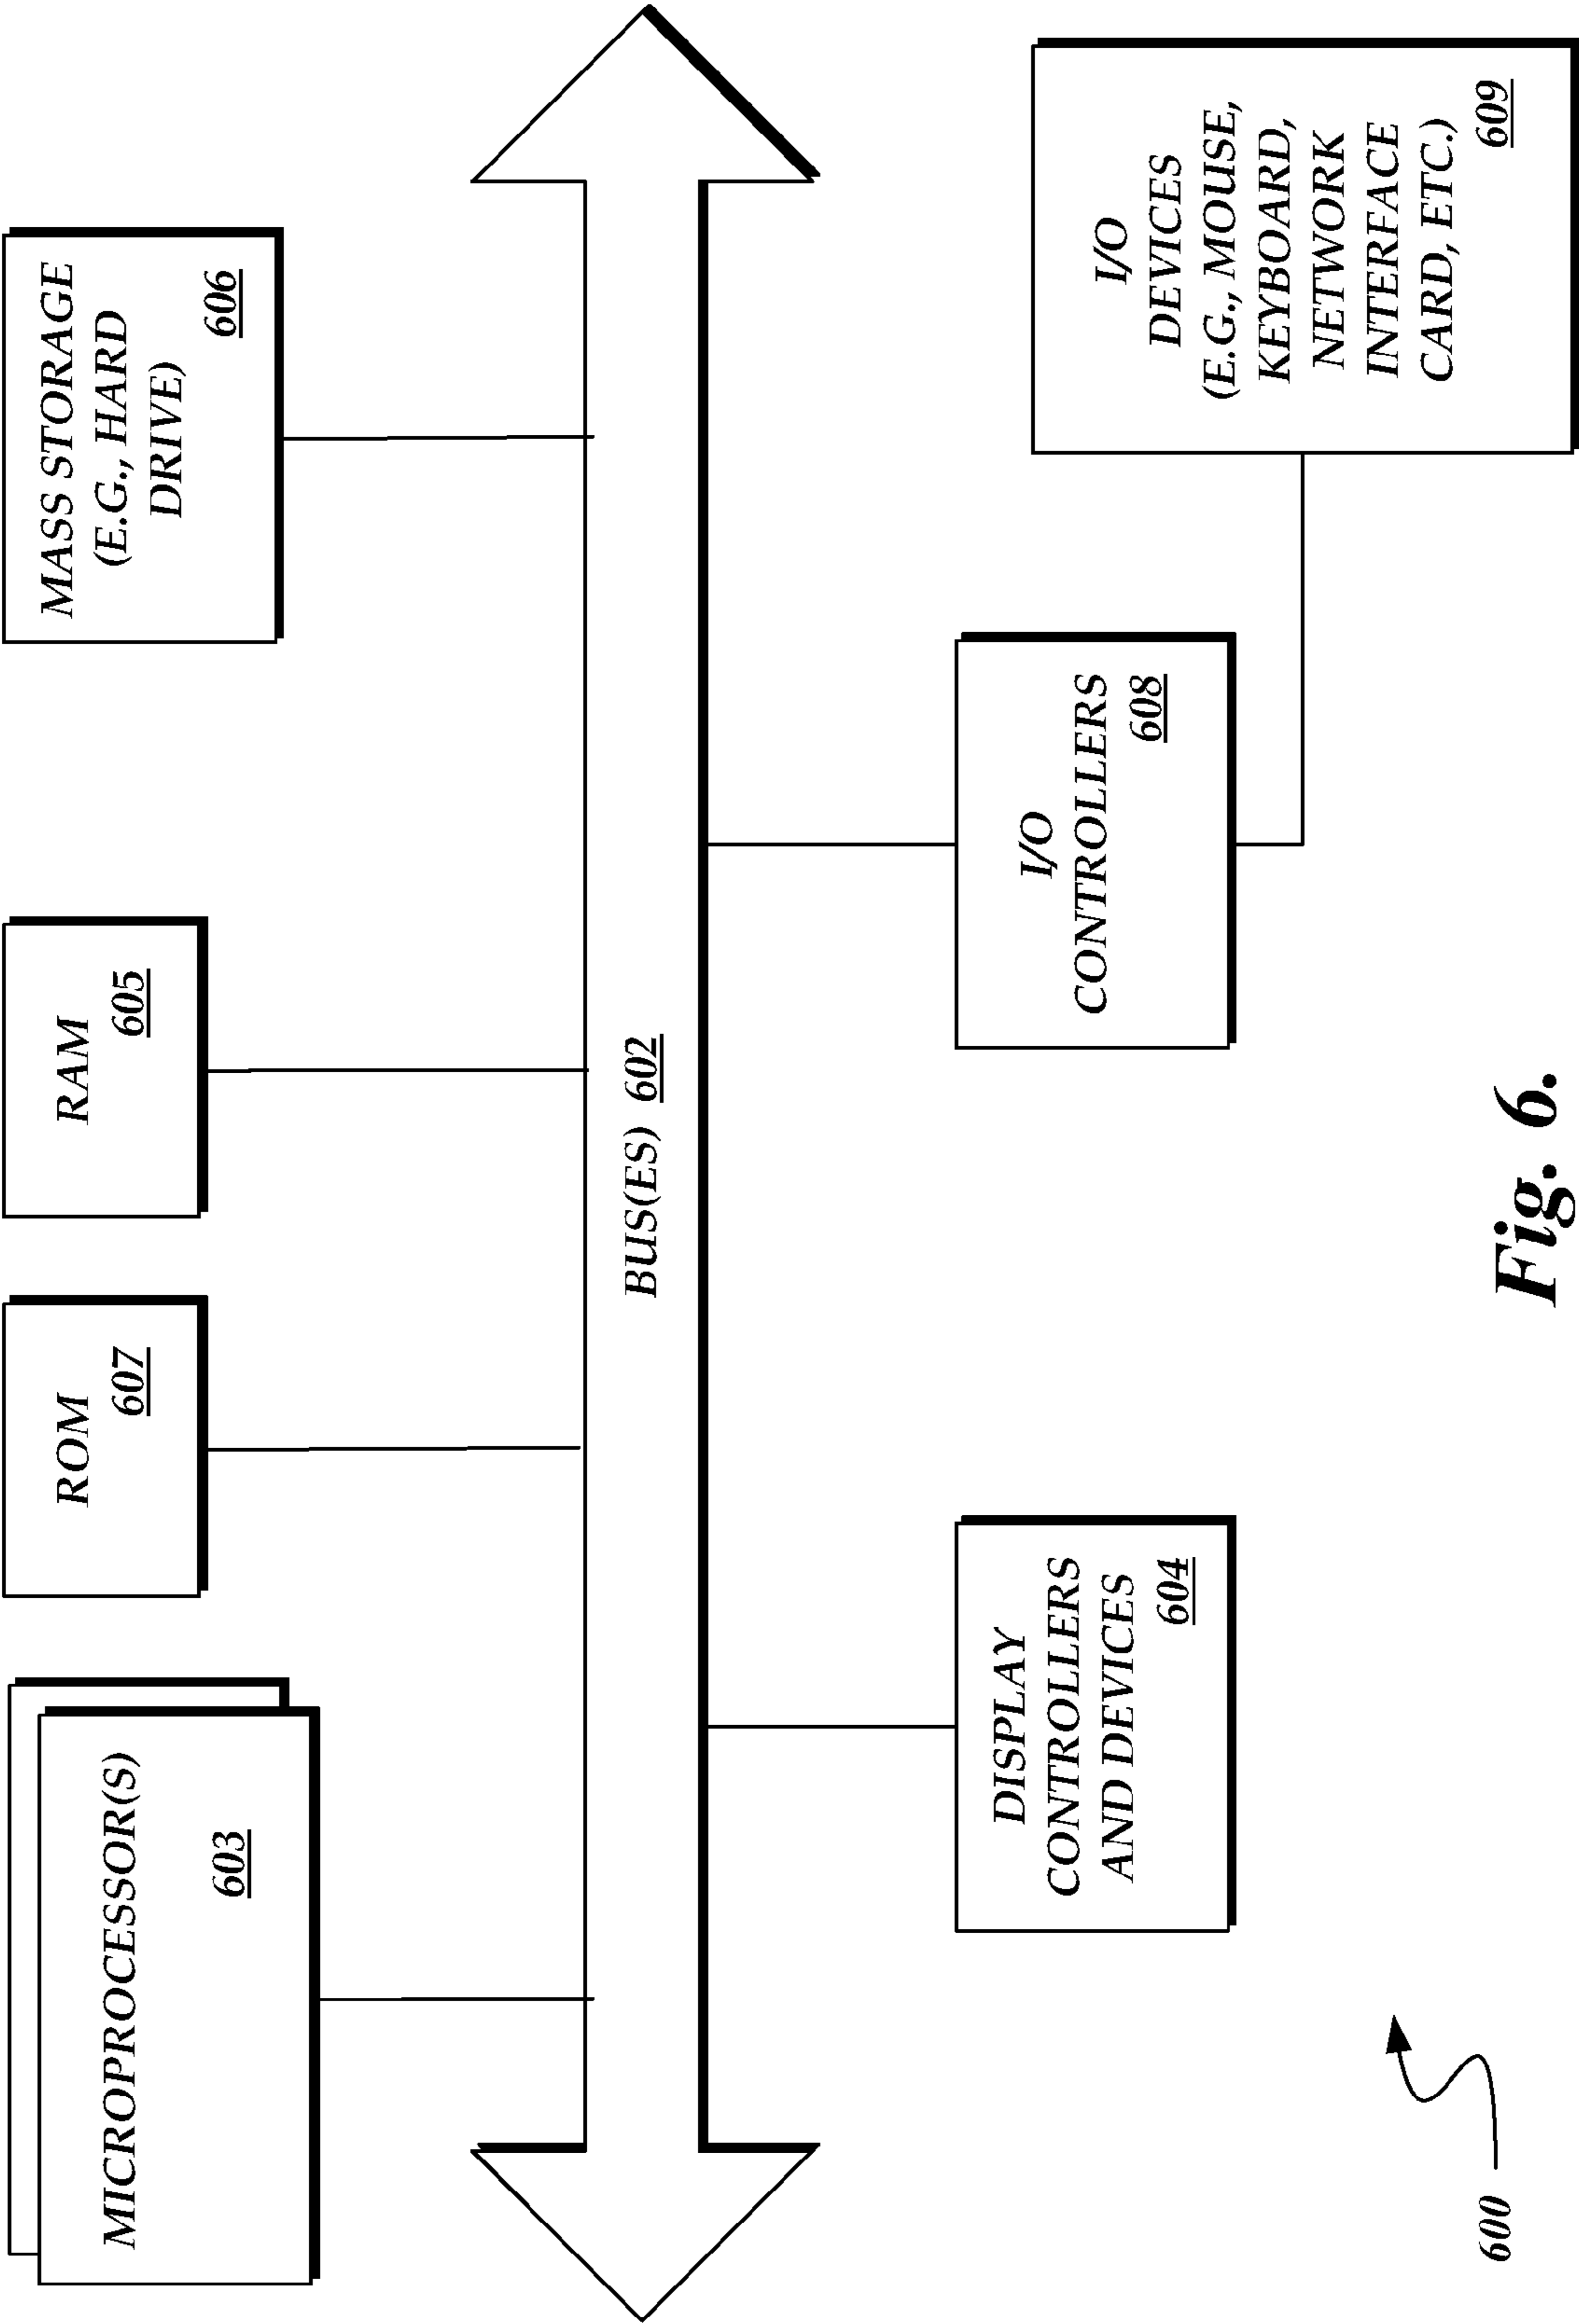 MICROPROCESSOR(S)
603
ROM
607
RAM
605
MASS STORAGE
(E.G., HARD
DRIVE)
606
BUS(ES) 602
DISPLAY
CONTROLLERS
AND DEVICES
604
I/O
CONTROLLERS
608
I/O
DEVICES
(E.G., MOUSE,
KEYBOARD,
NETWORK
INTERFACE
CARD, ETC.)
609
600
Fig. 6.